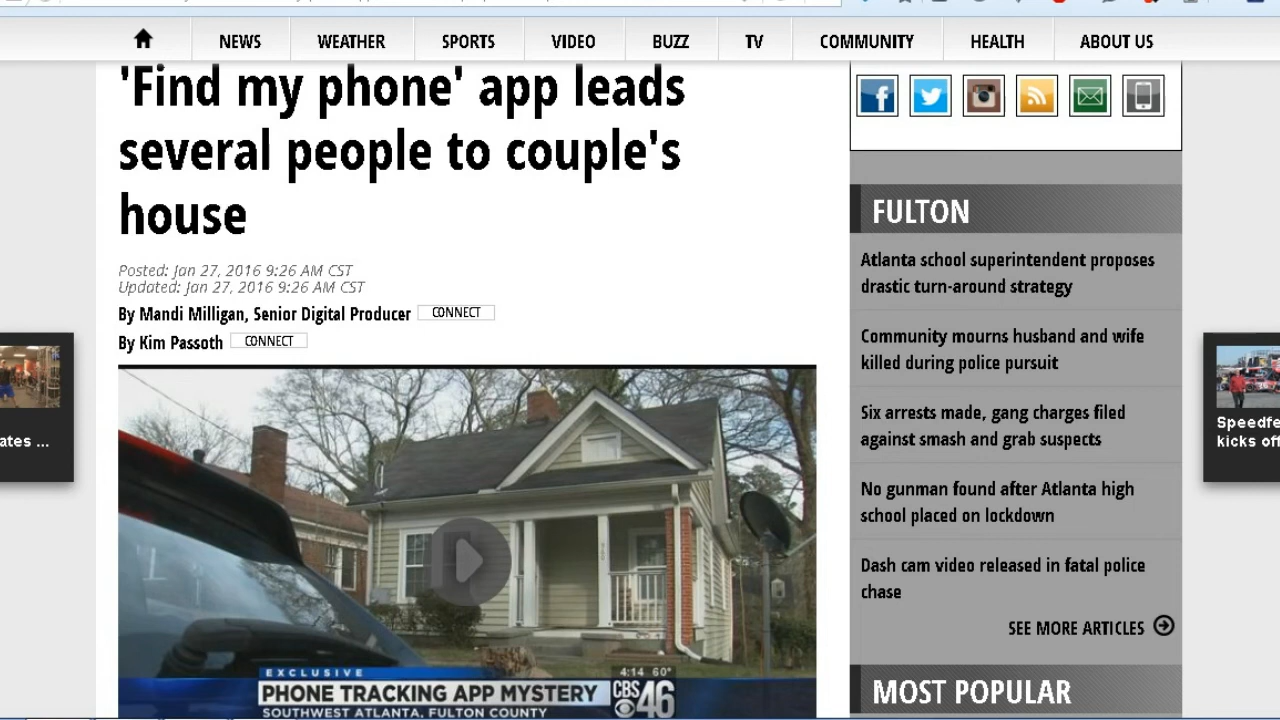 NEWS
WEATHER
SPORTS
VIDEO
BUZZ
TV
COMMUNITY
HEALTH
ABOUT US
'Find my phone' app leads
several people to couple's
house
Posted: Jan 27, 2016 9:26 AM CST
Updated: Jan 27, 2016 9:26 AM CST
By Mandi Milligan, Senior Digital Producer CONNECT
By Kim Passoth CONNECT
ates ...
EXCLUSIVE
4:14 60°
PHONE TRACKING APP MYSTERY
CBS 46
SOUTHWEST ATLANTA, FULTON COUNTY
FULTON
Atlanta school superintendent proposes
drastic turn-around strategy
Community mourns husband and wife
killed during police pursuit
Six arrests made, gang charges filed
against smash and grab suspects
No gunman found after Atlanta high
school placed on lockdown
Dash cam video released in fatal police
chase
SEE MORE ARTICLES
MOST POPULAR
Speedfe
kicks off